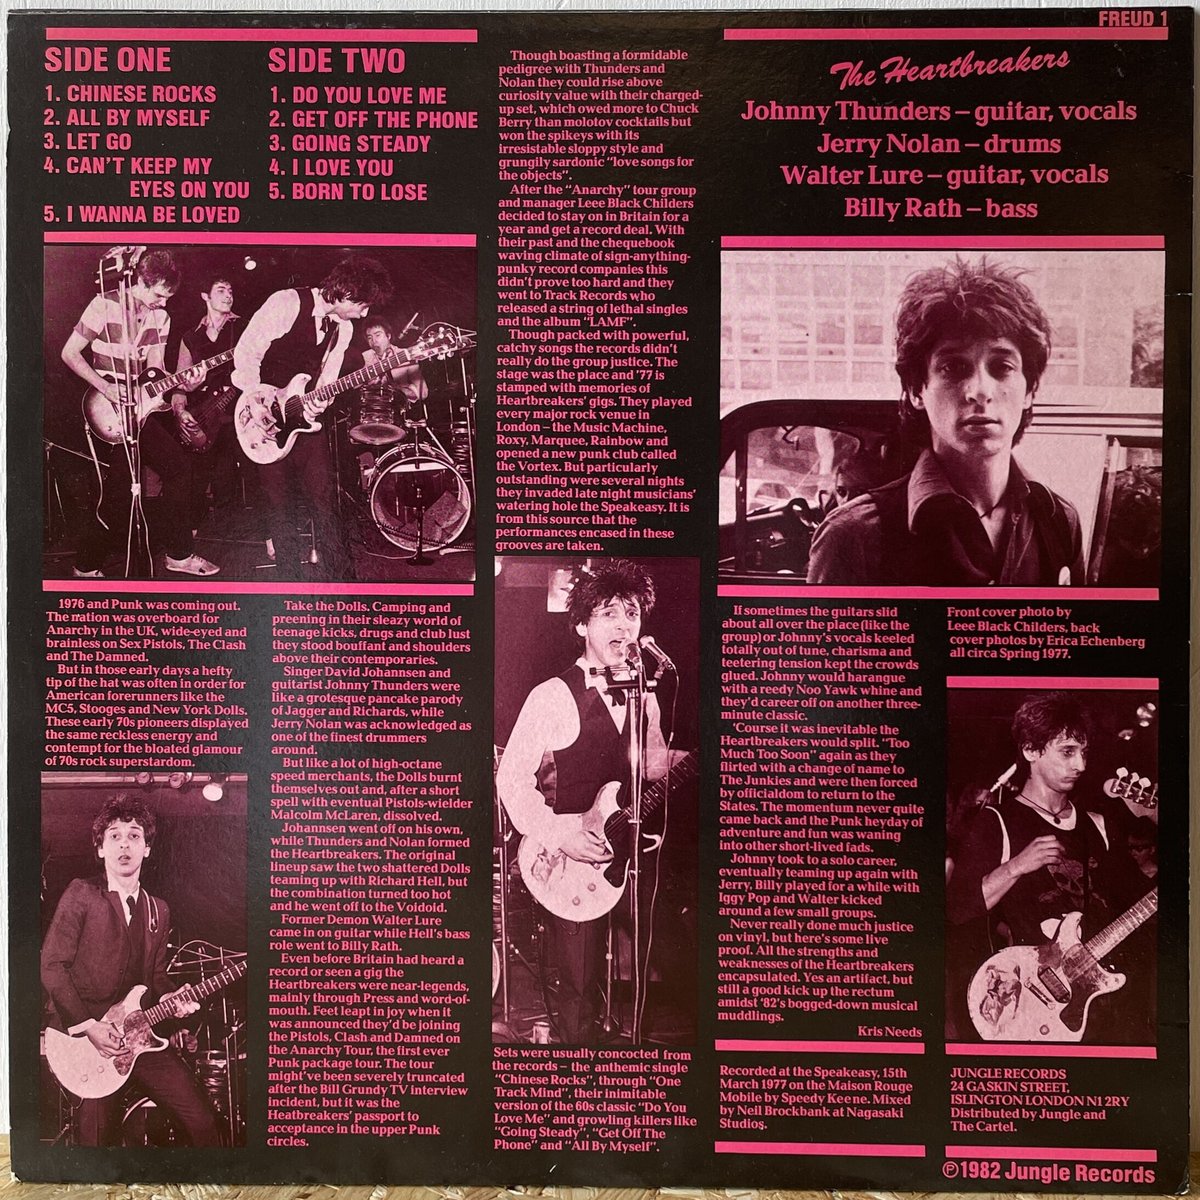 FREUD 1
SIDE ONE
1. CHINESE ROCKS
2. ALL BY MYSELF
3. LET GO
4. CAN'T KEEP MY
EYES ON YOU
5. I WANNA BE LOVED
SIDE TWO
1. DO YOU LOVE ME
2. GET OFF THE PHONE
3. GOING STEADY
4. I LOVE YOU
5. BORN TO LOSE
1976 and Punk was coming out.
The nation was overboard for
Anarchy in the UK, wide-eyed and
brainless on Sex Pistols, The Clash
and The Damned.
But in those early days a hefty
tip of the hat was often in order for
American forerunners like the
MC5, Stooges and New York Dolls.
These early 70s pioneers displayed
the same reckless energy and
contempt for the bloated glamour
of 70s rock superstardom.
Take the Dolls. Camping and
preening in their sleazy world of
teenage kicks, drugs and club lust
they stood bouffant and shoulders
above their contemporaries.
Singer David Johannsen and
guitarist Johnny Thunders were
like a grotesque pancake parody
of Jagger and Richards, while
Jerry Nolan was acknowledged as
one of the finest drummers
around.
But like a lot of high-octane
speed merchants, the Dolls burnt
themselves out and, after a short
spell with eventual Pistols-wielder
Malcolm McLaren, dissolved.
Johannsen went off on his own,
while Thunders and Nolan formed
the Heartbreakers. The original
lineup saw the two shattered Dolls
teaming up with Richard Hell, but
the combination turned too hot
and he went off to the Voidoid.
Former Demon Walter Lure
came in on guitar while Hell's bass
role went to Billy Rath.
Even before Britain had heard a
record or seen a gig the
Heartbreakers were near-legends,
mainly through Press and word-of-
mouth. Feet leapt in joy when it
was announced they'd be joining
the Pistols, Clash and Damned on
the Anarchy Tour, the first ever
Punk package tour. The tour
might've been severely truncated
after the Bill Grundy TV interview
incident, but it was the
Heatbreakers' passport to
acceptance in the upper Punk
circles.
Though boasting a formidable
pedigree with Thunders and
Nolan they could rise above
curiosity value with their charged-
up set, which owed more to Chuck
Berry than molotov cocktails but
won the spikeys with its
irresistable sloppy style and
grungily sardonic "love songs for
the objects".
After the "Anarchy" tour group
and manager Leee Black Childers
decided to stay on in Britain for a
year and get a record deal. With
their past and the chequebook
waving climate of sign-anything-
punky record companies this
didn't prove too hard and they
went to Track Records who
released a string of lethal singles
and the album "LAMF".
Though packed with powerful,
catchy songs the records didn't
really do the group justice. The
stage was the place and '77 is
stamped with memories of
Heartbreakers' gigs. They played
every major rock venue in
London – the Music Machine,
Roxy, Marquee, Rainbow and
opened a new punk club called
the Vortex. But particularly
outstanding were several nights
they invaded late night musicians'
watering hole the Speakeasy. It is
from this source that the
performances encased in these
grooves are taken.
Sets were usually concocted from
the records – the anthemic single
"Chinese Rocks", through "One
Track Mind", their inimitable
version of the 60s classic "Do You
Love Me" and growling killers like
"Going Steady", "Get Off The
Phone" and "All By Myself".
The Heartbreakers
Johnny Thunders – guitar, vocals
Jerry Nolan – drums
Walter Lure – guitar, vocals
Billy Rath – bass
If sometimes the guitars slid
about all over the place (like the
group) or Johnny's vocals keeled
totally out of tune, charisma and
teetering tension kept the crowds
glued. Johnny would harangue
with a reedy Noo Yawk whine and
they'd career off on another three-
minute classic.
'Course it was inevitable the
Heartbreakers would split. "Too
Much Too Soon" again as they
flirted with a change of name to
The Junkies and were then forced
by officialdom to return to the
States. The momentum never quite
came back and the Punk heyday of
adventure and fun was waning
into other short-lived fads.
Johnny took to a solo career,
eventually teaming up again with
Jerry, Billy played for a while with
Iggy Pop and Walter kicked
around a few small groups.
Never really done much justice
on vinyl, but here's some live
proof. All the strengths and
weaknesses of the Heartbreakers
encapsulated. Yes an artifact, but
still a good kick up the rectum
amidst '82's bogged-down musical
muddlings.
Kris Needs
Recorded at the Speakeasy, 15th
March 1977 on the Maison Rouge
Mobile by Speedy Keene. Mixed
by Neil Brockbank at Nagasaki
Studios.
Front cover photo by
Leee Black Childers, back
cover photos by Erica Echenberg
all circa Spring 1977.
JUNGLE RECORDS
24 GASKIN STREET,
ISLINGTON LONDON N1 2RY
Distributed by Jungle and
The Cartel.
℗1982 Jungle Records